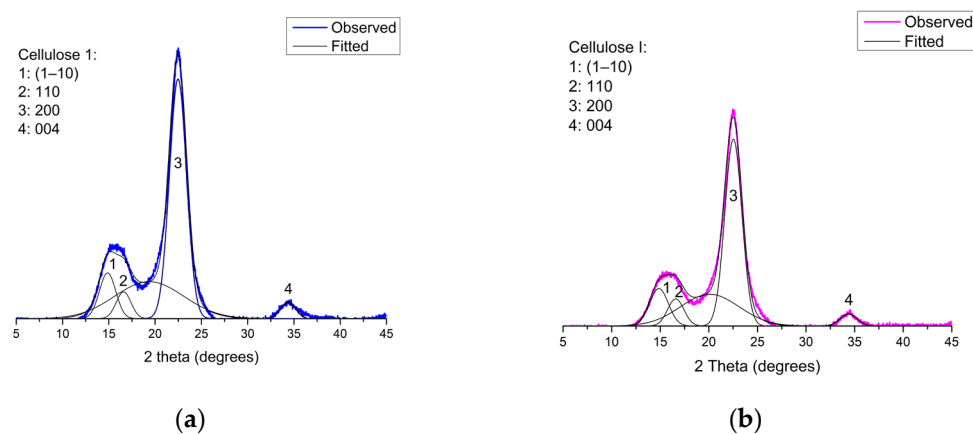 Observed
Fitted
Cellulose 1:
1: (1–10)
2: 110
3: 200
4: 004
1
2
3
4
5 10 15 20 25 30 35 40 45
2 theta (degrees)
(a)
Observed
Fitted
Cellulose I:
1: (1–10)
2: 110
3: 200
4: 004
1
2
3
4
5 10 15 20 25 30 35 40 45
2 Theta (degrees)
(b)